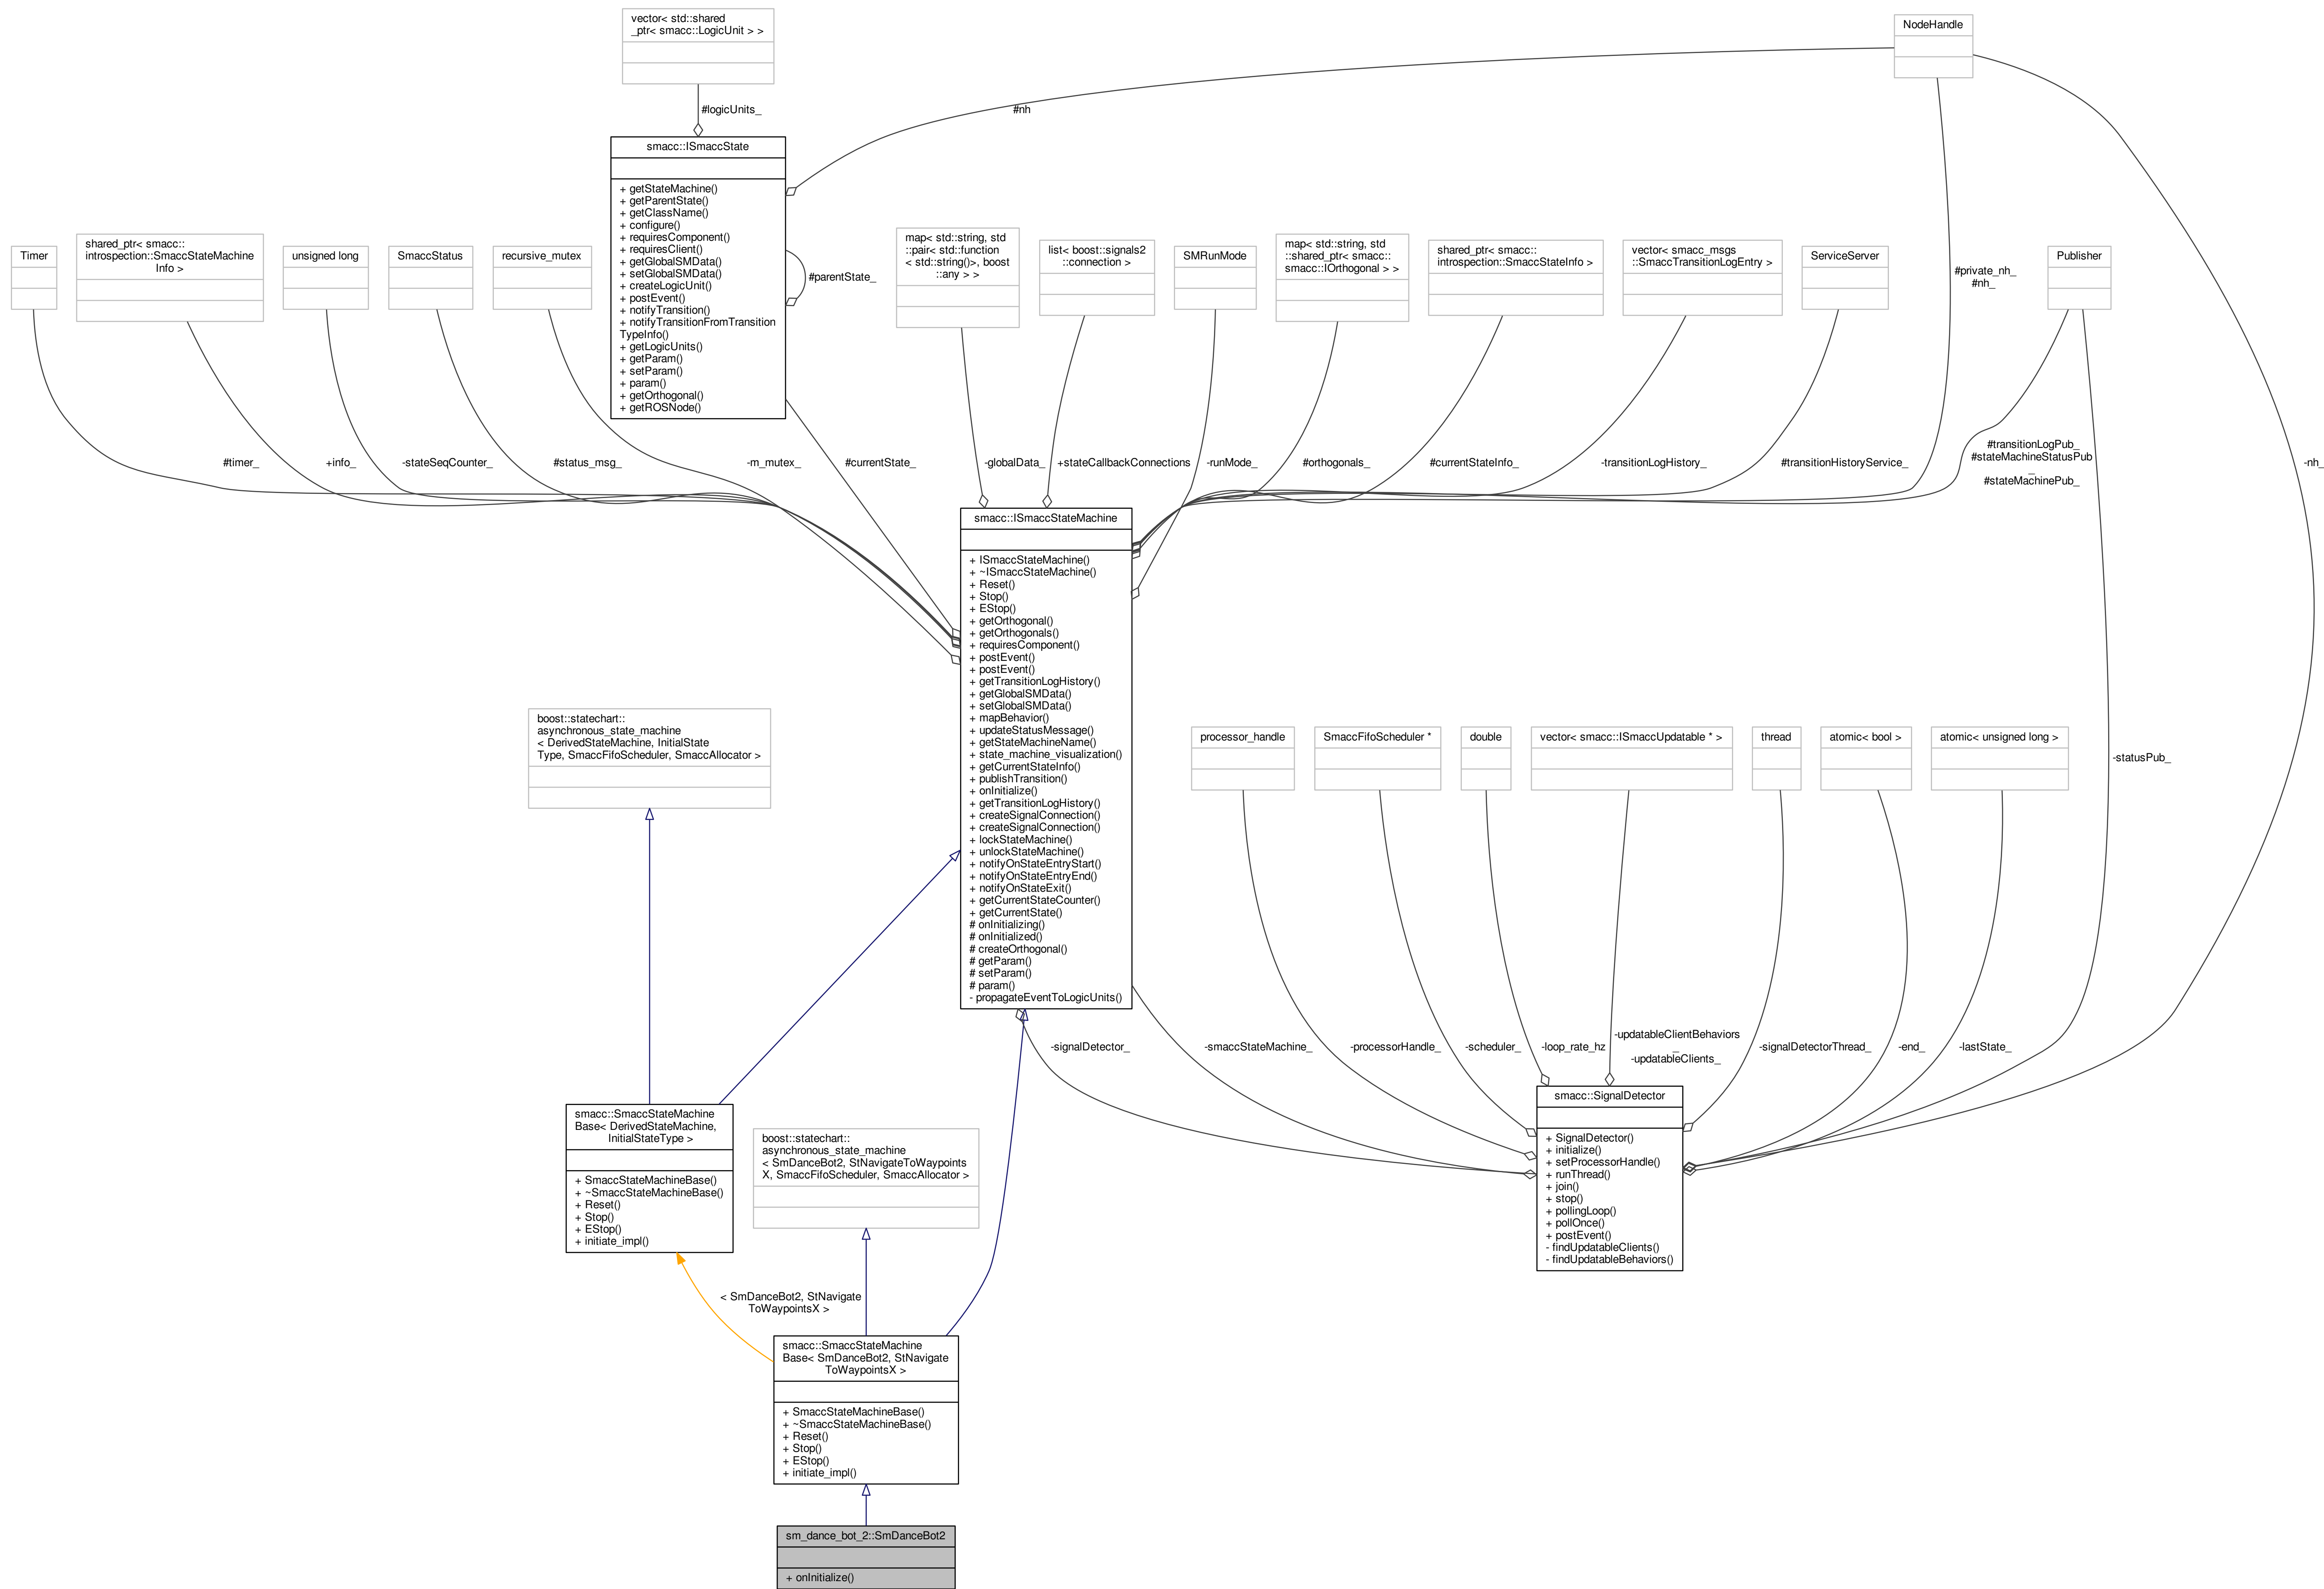 vector< std::shared
_ptr< smacc::LogicUnit > >
NodeHandle
#logicUnits_
#nh
smacc::ISmaccState
+ getStateMachine()
+ getParentState()
+ getClassName()
+ configure()
+ requiresComponent()
+ requiresClient()
+ getGlobalSMData()
+ setGlobalSMData()
+ createLogicUnit()
+ postEvent()
+ notifyTransition()
+ notifyTransitionFromTransition
TypeInfo()
+ getLogicUnits()
+ getParam()
+ setParam()
+ param()
+ getOrthogonal()
+ getROSNode()
#parentState_
Timer
shared_ptr< smacc::
introspection::SmaccStateMachine
Info >
unsigned long
SmaccStatus
recursive_mutex
map< std::string, std
::pair< std::function
< std::string()>, boost
::any > >
list< boost::signals2
::connection >
SMRunMode
map< std::string, std
::shared_ptr< smacc::
smacc::IOrthogonal > >
shared_ptr< smacc::
introspection::SmaccStateInfo >
vector< smacc_msgs
::SmaccTransitionLogEntry >
ServiceServer
Publisher
#private_nh_
#nh_
#timer_
+info_
-stateSeqCounter_
#status_msg_
-m_mutex_
#currentState_
-globalData_
+stateCallbackConnections
-runMode_
#orthogonals_
#currentStateInfo_
-transitionLogHistory_
#transitionHistoryService_
#transitionLogPub_
#stateMachineStatusPub
_
#stateMachinePub_
-nh_
smacc::ISmaccStateMachine
+ ISmaccStateMachine()
+ ~ISmaccStateMachine()
+ Reset()
+ Stop()
+ EStop()
+ getOrthogonal()
+ getOrthogonals()
+ requiresComponent()
+ postEvent()
+ postEvent()
+ getTransitionLogHistory()
+ getGlobalSMData()
+ setGlobalSMData()
+ mapBehavior()
+ updateStatusMessage()
+ getStateMachineName()
+ state_machine_visualization()
+ getCurrentStateInfo()
+ publishTransition()
+ onInitialize()
+ getTransitionLogHistory()
+ createSignalConnection()
+ createSignalConnection()
+ lockStateMachine()
+ unlockStateMachine()
+ notifyOnStateEntryStart()
+ notifyOnStateEntryEnd()
+ notifyOnStateExit()
+ getCurrentStateCounter()
+ getCurrentState()
# onInitializing()
# onInitialized()
# createOrthogonal()
# getParam()
# setParam()
# param()
- propagateEventToLogicUnits()
boost::statechart::
asynchronous_state_machine
< DerivedStateMachine, InitialState
Type, SmaccFifoScheduler, SmaccAllocator >
processor_handle
SmaccFifoScheduler *
double
vector< smacc::ISmaccUpdatable * >
thread
atomic< bool >
atomic< unsigned long >
-statusPub_
-signalDetector_
-smaccStateMachine_
-processorHandle_
-scheduler_
-loop_rate_hz
-updatableClientBehaviors
_
-updatableClients_
-signalDetectorThread_
-end_
-lastState_
smacc::SignalDetector
+ SignalDetector()
+ initialize()
+ setProcessorHandle()
+ runThread()
+ join()
+ stop()
+ pollingLoop()
+ pollOnce()
+ postEvent()
- findUpdatableClients()
- findUpdatableBehaviors()
smacc::SmaccStateMachine
Base< DerivedStateMachine,
InitialStateType >
+ SmaccStateMachineBase()
+ ~SmaccStateMachineBase()
+ Reset()
+ Stop()
+ EStop()
+ initiate_impl()
boost::statechart::
asynchronous_state_machine
< SmDanceBot2, StNavigateToWaypoints
X, SmaccFifoScheduler, SmaccAllocator >
< SmDanceBot2, StNavigate
ToWaypointsX >
smacc::SmaccStateMachine
Base< SmDanceBot2, StNavigate
ToWaypointsX >
+ SmaccStateMachineBase()
+ ~SmaccStateMachineBase()
+ Reset()
+ Stop()
+ EStop()
+ initiate_impl()
sm_dance_bot_2::SmDanceBot2
+ onInitialize()